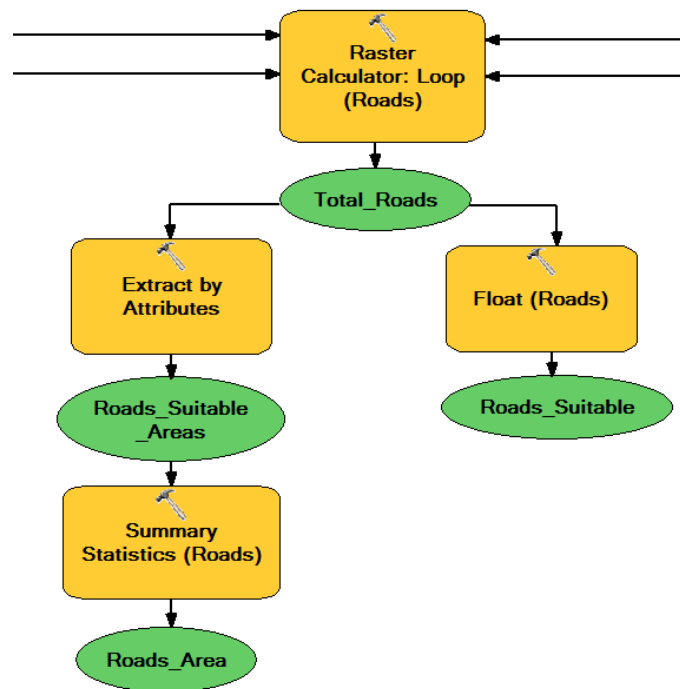 Raster
Calculator: Loop
(Roads)
Total_Roads
Extract by
Attributes
Float (Roads)
Roads_Suitable
_Areas
Roads_Suitable
Summary
Statistics (Roads)
Roads_Area